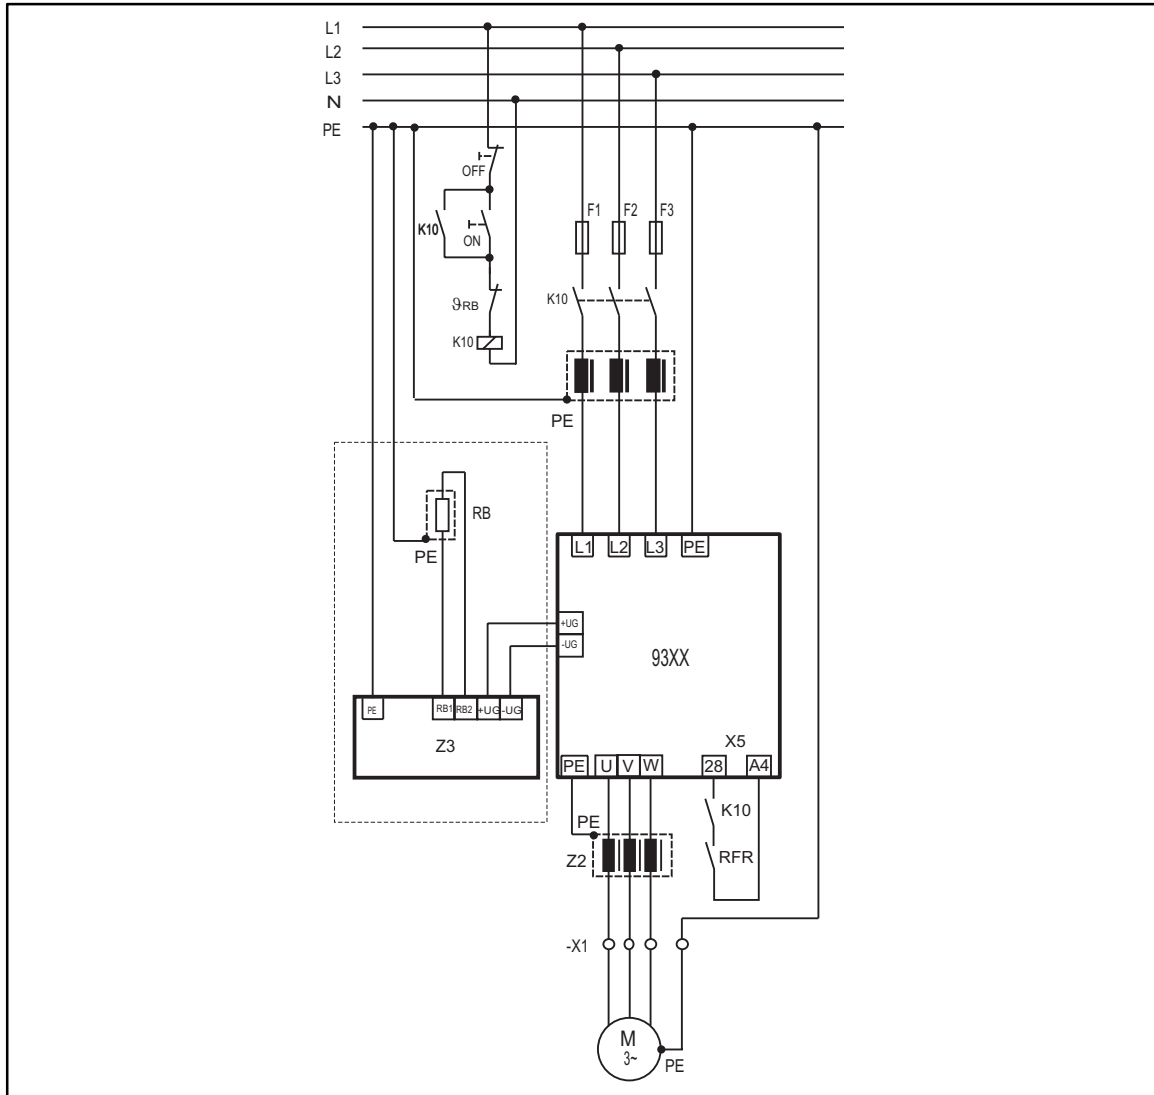 L1
L2
L3
N
PE
OFF
K10
ON
ϑRB
K10
F1
F2
F3
K10
PE
RB
PE
L1
L2
L3
PE
+UG
-UG
93XX
PE
RB1
RB2
+UG
-UG
Z3
X5
PE
U
V
W
28
A4
PE
K10
Z2
RFR
-X1
M
3~
PE